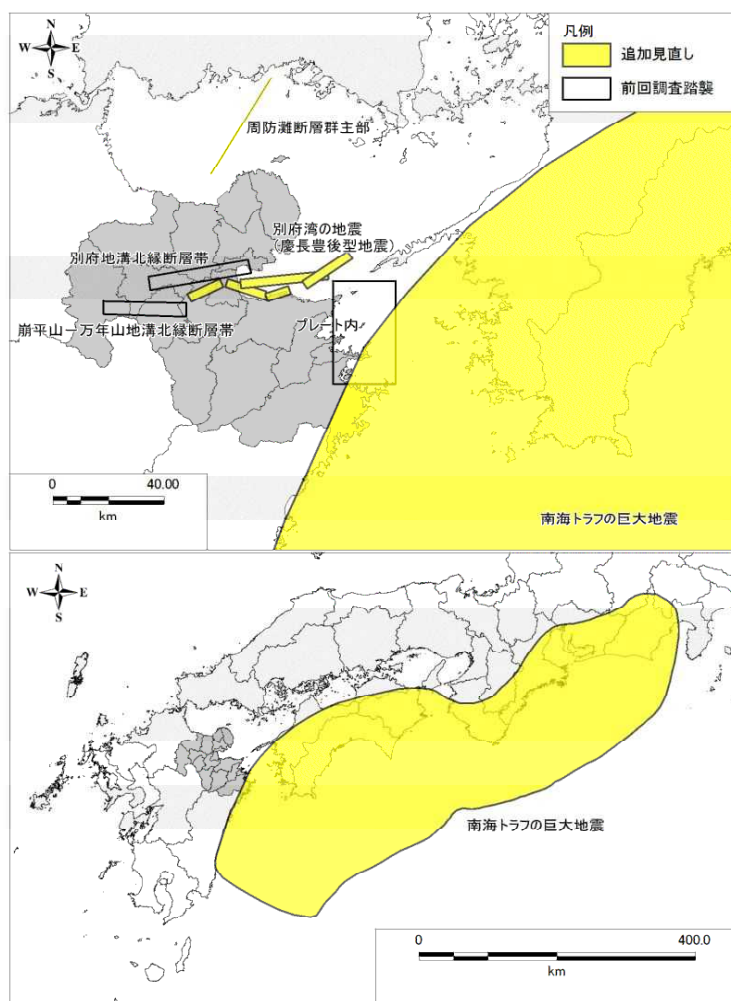 N
W E
S
凡例
追加見直し
前回調査踏襲
周防灘断層群主部
別府湾の地震
(慶長豊後型地震)
別府地溝北縁断層帯
プレート内
崩平山－万年山地溝北縁断層帯
0 40.00
km
南海トラフの巨大地震
N
W E
S
南海トラフの巨大地震
0 400.0
km